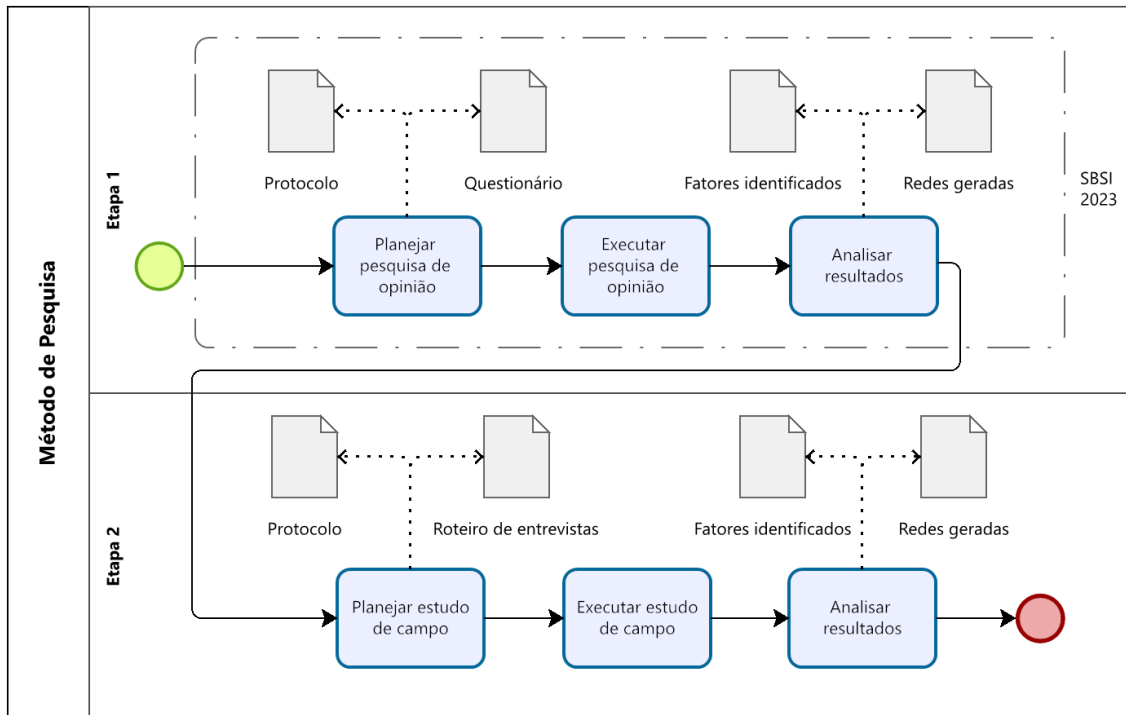 Método de Pesquisa
Etapa 1
Protocolo
Questionário
Fatores identificados
Redes geradas
SBSI
2023
Planejar
pesquisa de
opinião
Executar
pesquisa de
opinião
Analisar
resultados
Etapa 2
Protocolo
Roteiro de entrevistas
Fatores identificados
Redes geradas
Planejar estudo
de campo
Executar estudo
de campo
Analisar
resultados